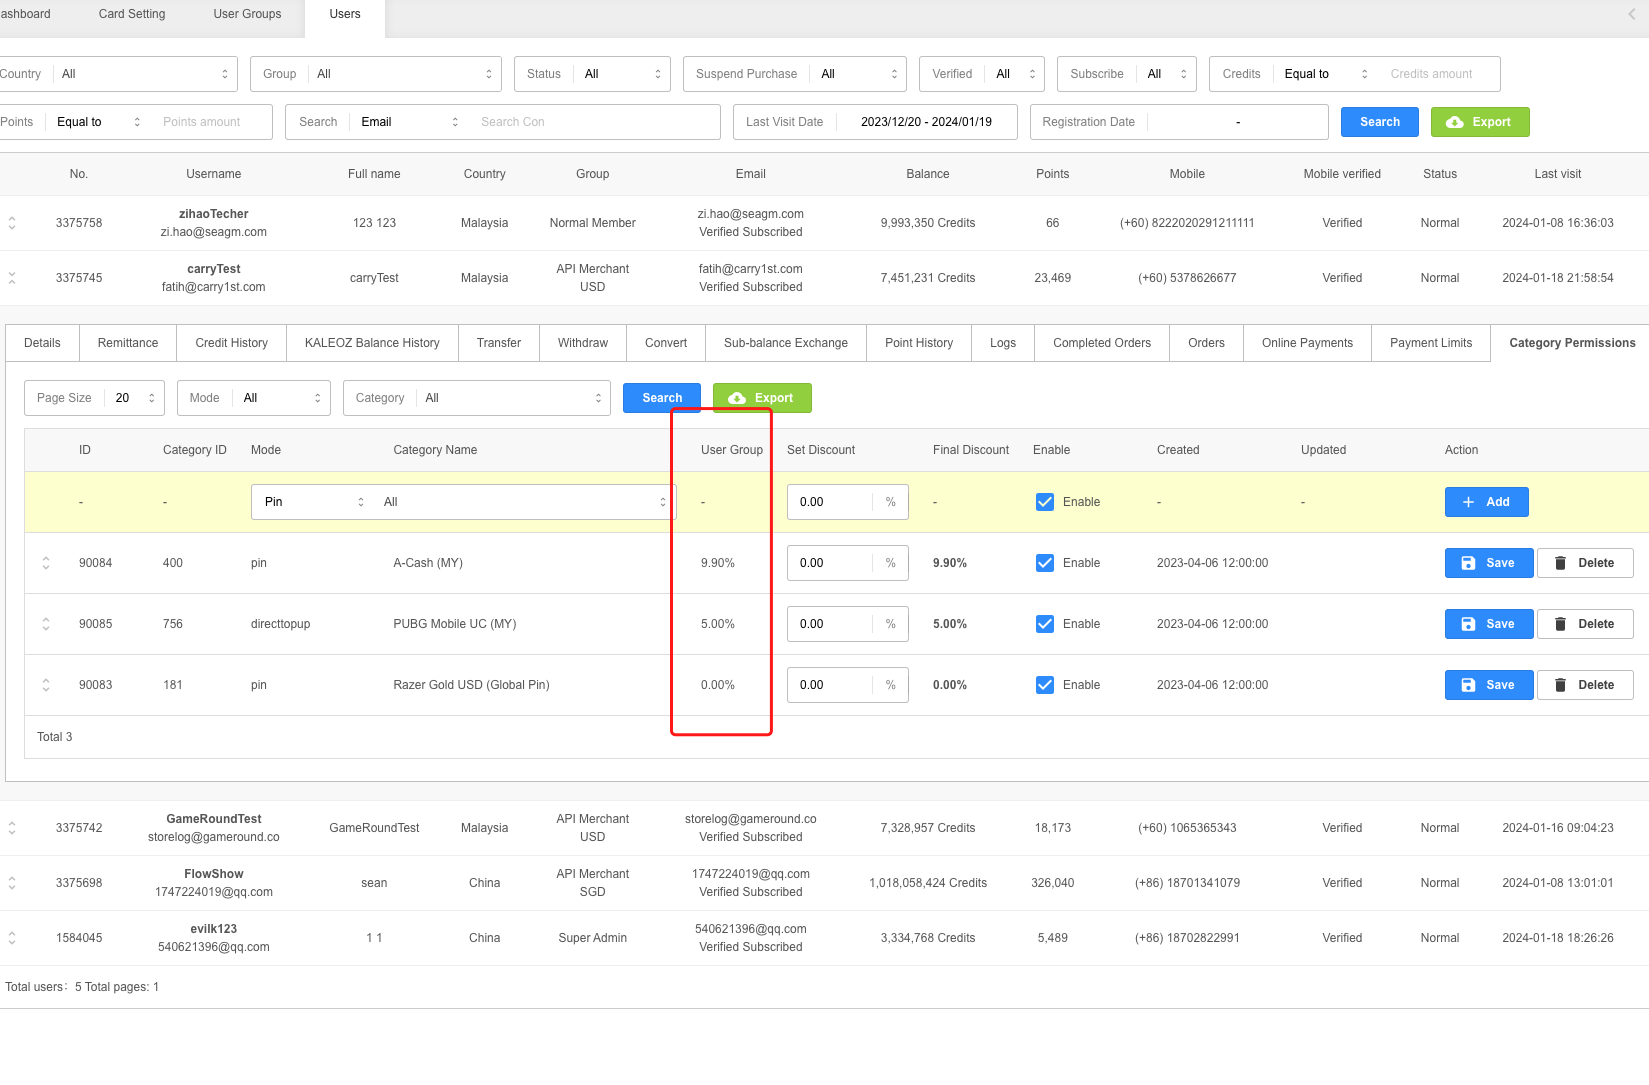 ashboard Card Setting User Groups Users
Country All Group All Status All Suspend Purchase All Verified All Subscribe All Credits Equal to Credits amount
Points Equal to Points amount Search Email Search Con Last Visit Date 2023/12/20 - 2024/01/19 Registration Date - Search Export
No. Username Full name Country Group Email Balance Points Mobile Mobile verified Status Last visit
3375758 zihaoTecher zi.hao@seagm.com 123 123 Malaysia Normal Member zi.hao@seagm.com Verified Subscribed 9,993,350 Credits 66 (+60) 8222020291211111 Verified Normal 2024-01-08 16:36:03
3375745 carryTest fatih@carry1st.com carryTest Malaysia API Merchant USD fatih@carry1st.com Verified Subscribed 7,451,231 Credits 23,469 (+60) 5378626677 Verified Normal 2024-01-18 21:58:54
Details Remittance Credit History KALEOZ Balance History Transfer Withdraw Convert Sub-balance Exchange Point History Logs Completed Orders Orders Online Payments Payment Limits Category Permissions
Page Size 20 Mode All Category All Search Export
ID Category ID Mode Category Name User Group Set Discount Final Discount Enable Created Updated Action
- - Pin All - 0.00 % - Enable - - Add
90084 400 pin A-Cash (MY) 9.90% 0.00 % 9.90% Enable 2023-04-06 12:00:00 Save Delete
90085 756 directtopup PUBG Mobile UC (MY) 5.00% 0.00 % 5.00% Enable 2023-04-06 12:00:00 Save Delete
90083 181 pin Razer Gold USD (Global Pin) 0.00% 0.00 % 0.00% Enable 2023-04-06 12:00:00 Save Delete
Total 3
3375742 GameRoundTest storelog@gameround.co GameRoundTest Malaysia API Merchant USD storelog@gameround.co Verified Subscribed 7,328,957 Credits 18,173 (+60) 1065365343 Verified Normal 2024-01-16 09:04:23
3375698 FlowShow 1747224019@qq.com sean China API Merchant SGD 1747224019@qq.com Verified Subscribed 1,018,058,424 Credits 326,040 (+86) 18701341079 Verified Normal 2024-01-08 13:01:01
1584045 evilk123 540621396@qq.com 1 1 China Super Admin 540621396@qq.com Verified Subscribed 3,334,768 Credits 5,489 (+86) 18702822991 Verified Normal 2024-01-18 18:26:26
Total users：5 Total pages: 1